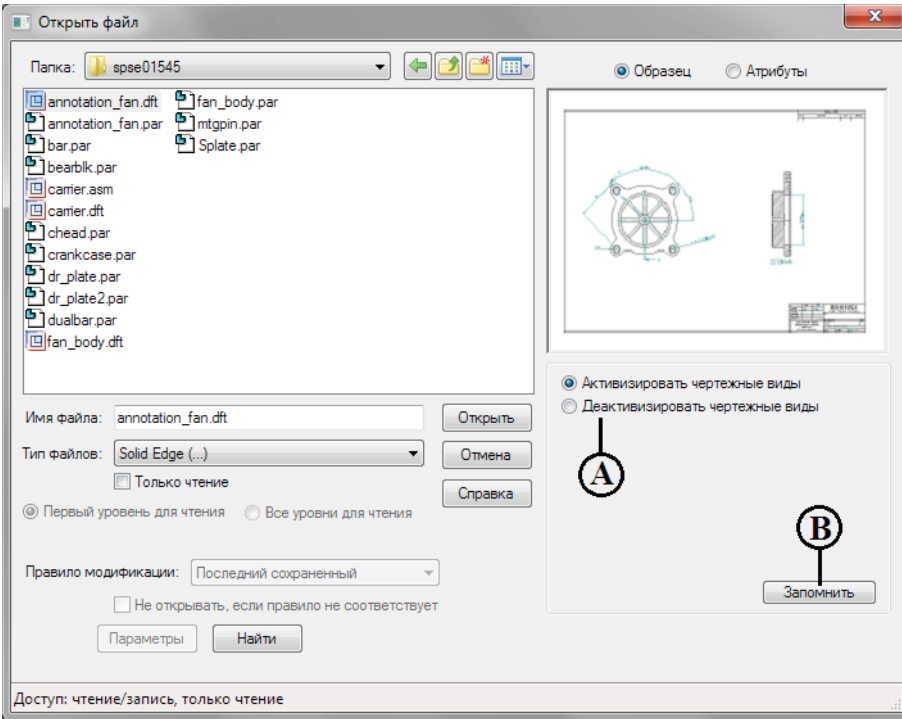 Открыть файл
Папка: spse01545
Образец Атрибуты
annotation_fan.dft
annotation_fan.par
bar.par
bearblk.par
carrier.asm
carrier.dft
chead.par
crankcase.par
dr_plate.par
dr_plate2.par
dualbar.par
fan_body.dft
fan_body.par
mtgpin.par
Splate.par
Имя файла: annotation_fan.dft Открыть
Тип файлов: Solid Edge (...) Отмена
Только чтение
Справка
Первый уровень для чтения Все уровни для чтения
Правило модификации: Последний сохраненный
Не открывать, если правило не соответствует
Параметры Найти
Активизировать чертежные виды
Деактивизировать чертежные виды
A
B
Запомнить
Доступ: чтение/запись, только чтение